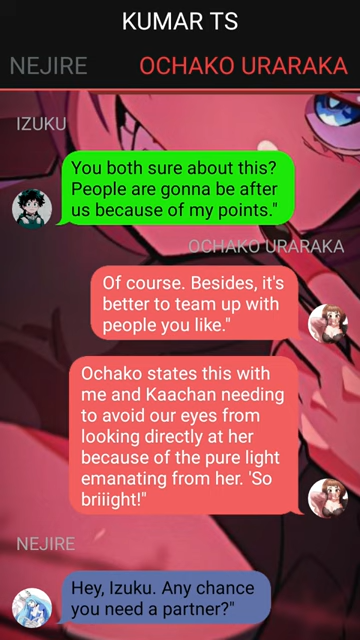 KUMAR TS
NEJIRE OCHAKO URARAKA
IZUKU
You both sure about this?
People are gonna be after
us because of my points."
OCHAKO URARAKA
Of course. Besides, it's
better to team up with
people you like."
Ochako states this with
me and Kaachan needing
to avoid our eyes from
looking directly at her
because of the pure light
emanating from her. 'So
briiight!"
NEJIRE
Hey, Izuku. Any chance
you need a partner?"